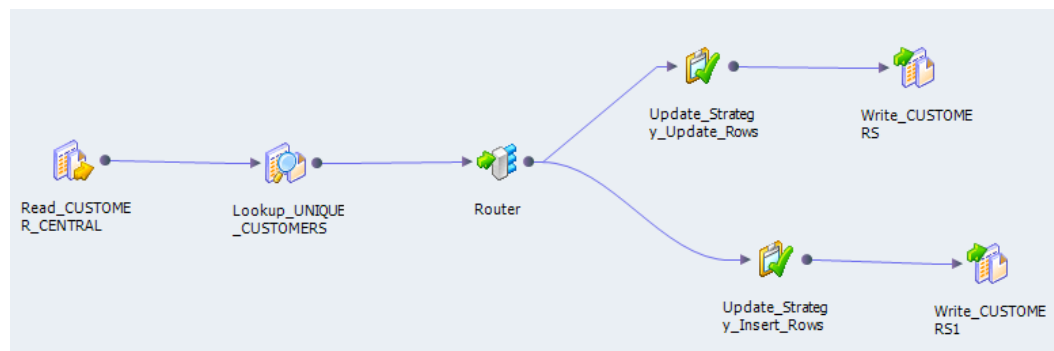 Update_Strateg
y_Update_Rows
Write_CUSTOME
RS
Read_CUSTOME
R_CENTRAL
Lookup_UNIQUE
_CUSTOMERS
Router
Update_Strateg
y_Insert_Rows
Write_CUSTOME
RS1